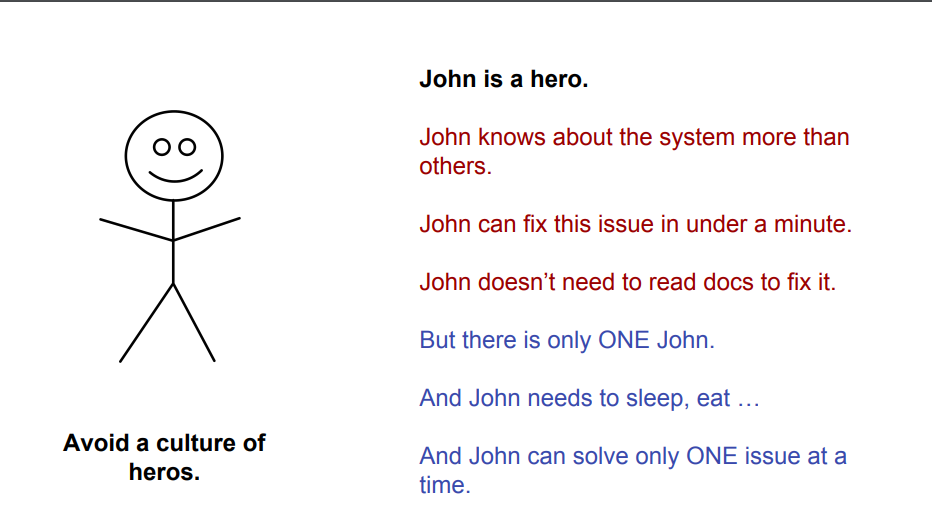 John is a hero.
John knows about the system more than
others.
John can fix this issue in under a minute.
John doesn’t need to read docs to fix it.
But there is only ONE John.
And John needs to sleep, eat …
And John can solve only ONE issue at a
time.
Avoid a culture of
heros.